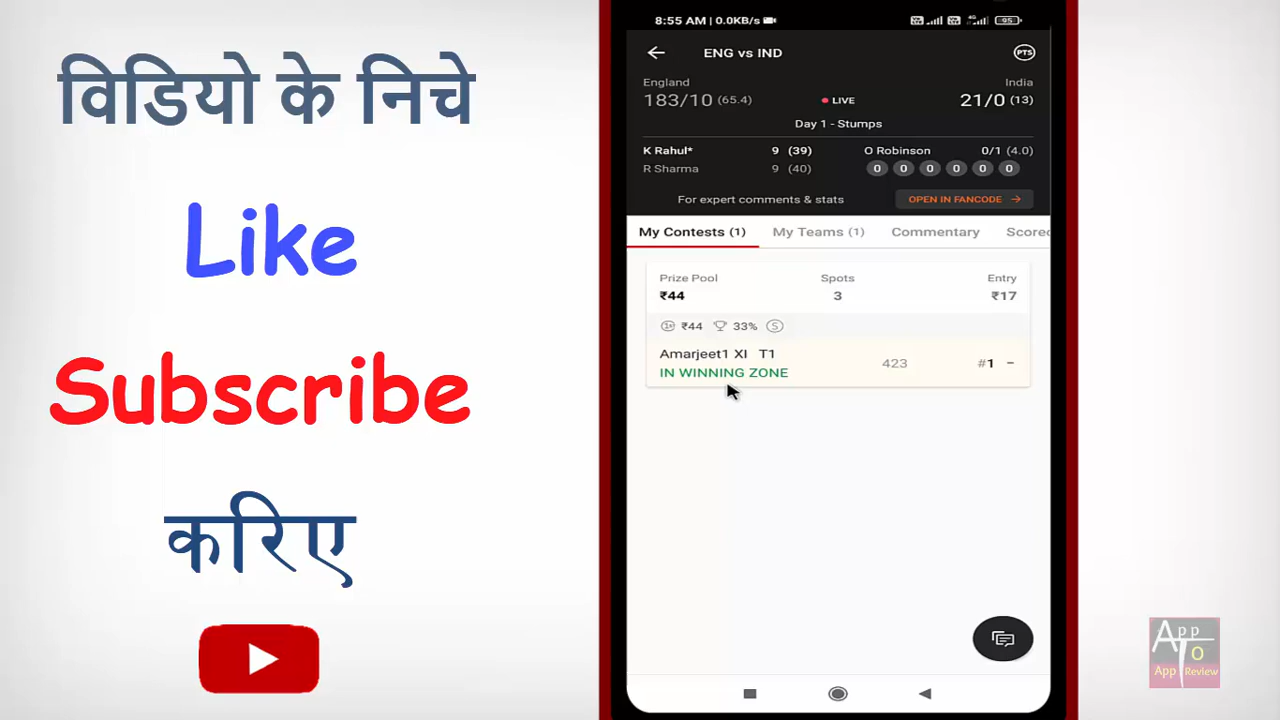 विडियो के निचे
Like
Subscribe
करिए
8:55 AM | 0.0KB/s
4G
95
ENG vs IND
PTS
England
India
183/10 (65.4)
LIVE
21/0 (13)
Day 1 - Stumps
K Rahul* 9 (39)
O Robinson 0/1 (4.0)
R Sharma 9 (40)
0 0 0 0 0 0
For expert comments & stats
OPEN IN FANCODE
My Contests (1) My Teams (1) Commentary Scorec
Prize Pool Spots Entry
₹44 3 ₹17
1st ₹44 33% S
Amarjeet1 XI T1
IN WINNING ZONE
423 #1 –
App
To
App Review